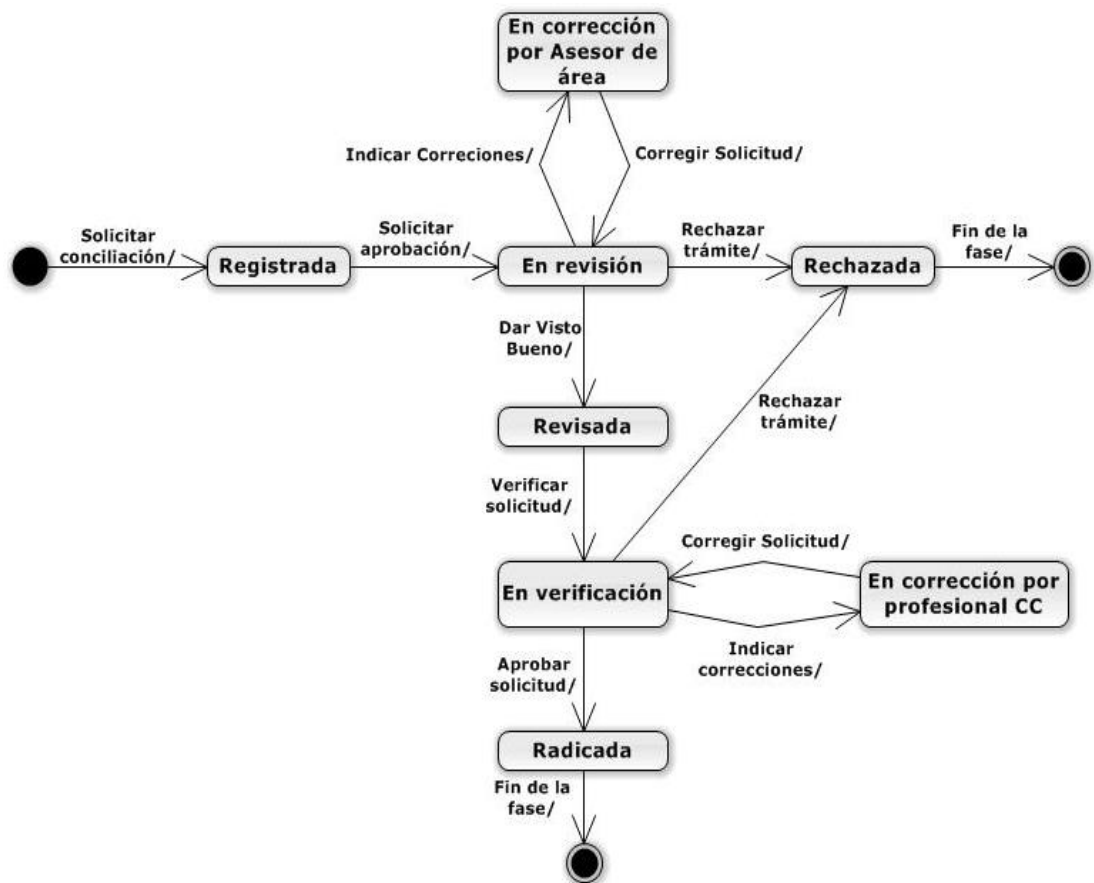 En corrección
por Asesor de
área
Indicar Correciones/
Corregir Solicitud/
Solicitar
conciliación/
Registrada
Solicitar
aprobación/
En revisión
Rechazar
trámite/
Rechazada
Fin de la
fase/
Dar Visto
Bueno/
Revisada
Rechazar
trámite/
Verificar
solicitud/
Corregir Solicitud/
En verificación
En corrección por
profesional CC
Indicar
correcciones/
Aprobar
solicitud/
Radicada
Fin de la
fase/